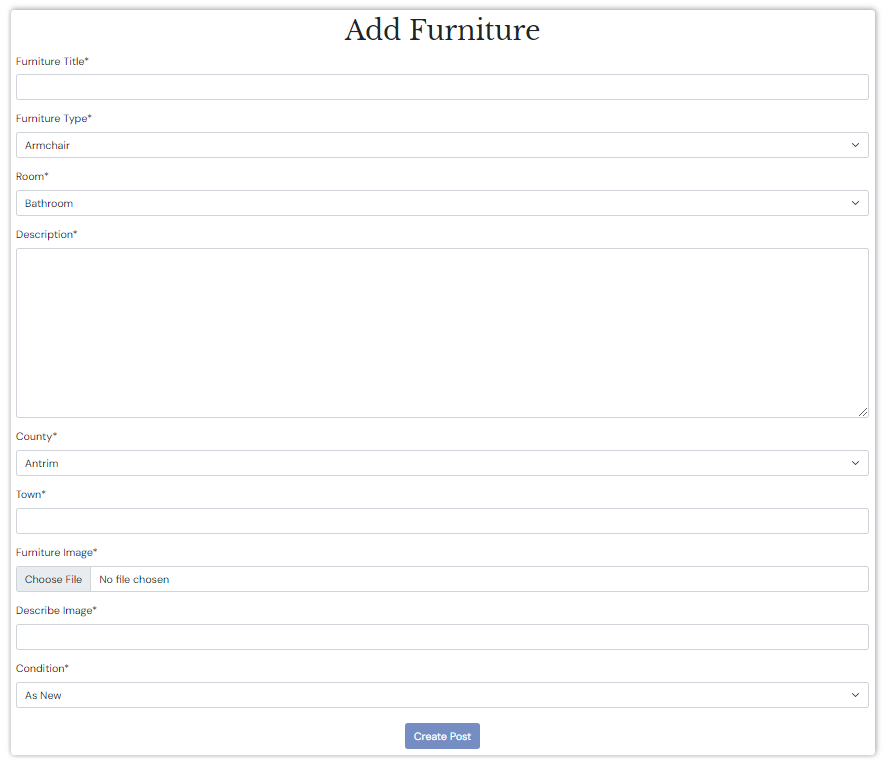 Add Furniture
Furniture Title*
Furniture Type*
Armchair
Room*
Bathroom
Description*
County*
Antrim
Town*
Furniture Image*
Choose File No file chosen
Describe Image*
Condition*
As New
Create Post